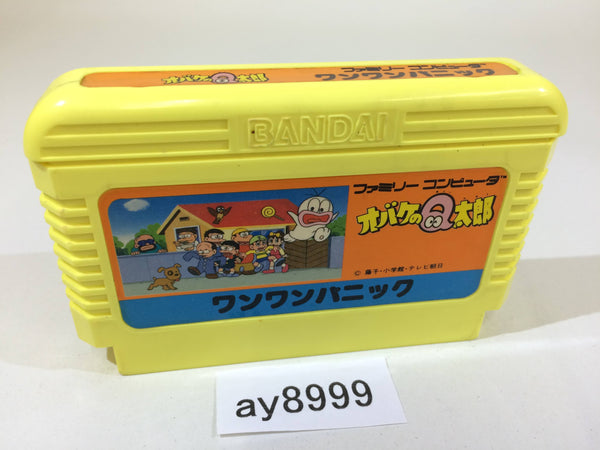 オバケのQ太郎
ファミリー コンピュータ
ワンワンパニック
BANDAI
ファミリー コンピュータ™
オバケのQ太郎
© 藤子・小学館・テレビ朝日
ワンワンパニック
ay8999